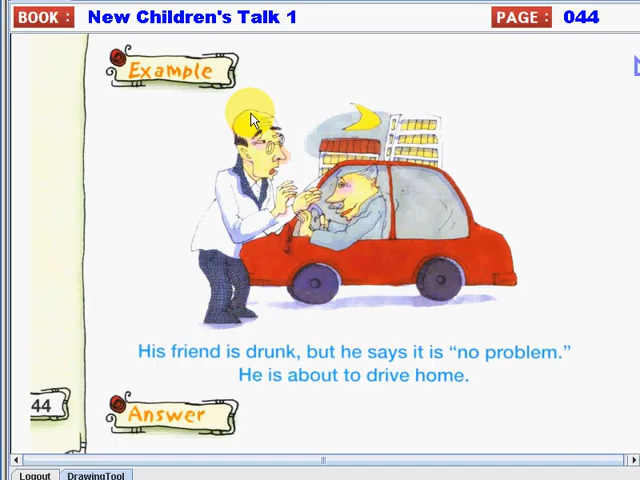 BOOK : New Children's Talk 1 PAGE : 044
Example
His friend is drunk, but he says it is “no problem.”
He is about to drive home.
44
Answer
Logout DrawingTool